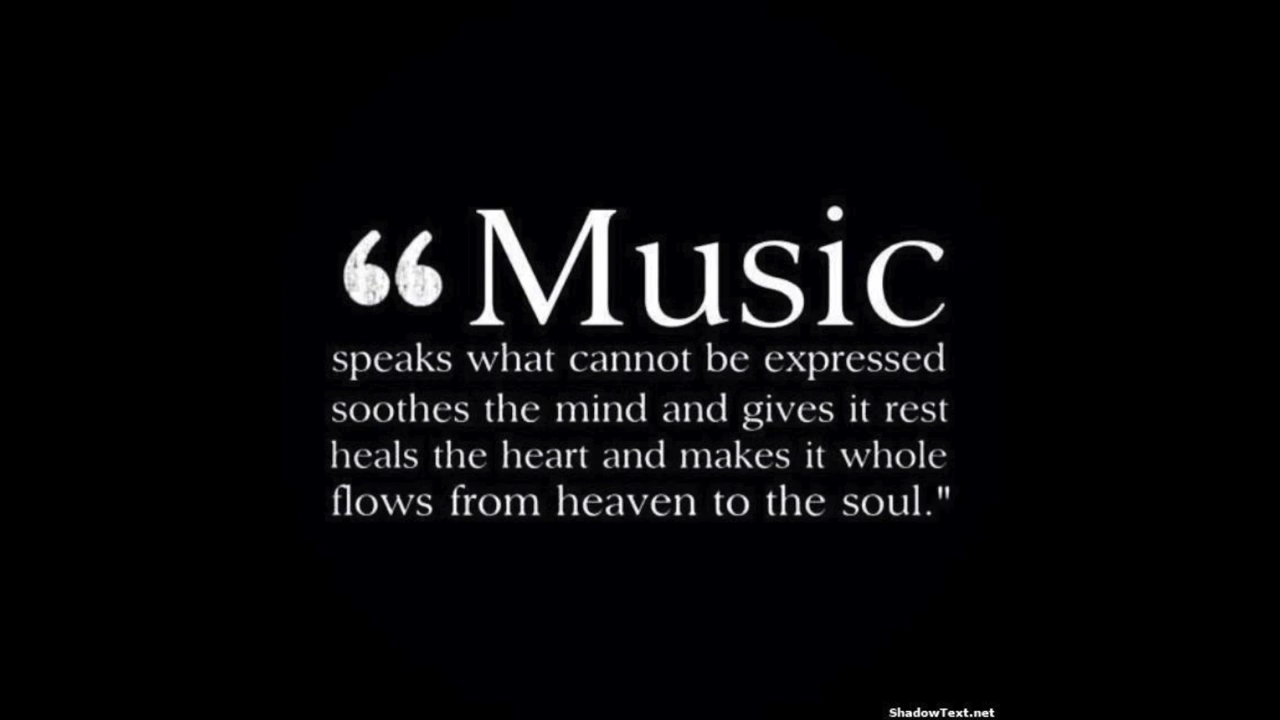 “Music
speaks what cannot be expressed
soothes the mind and gives it rest
heals the heart and makes it whole
flows from heaven to the soul."
ShadowText.net